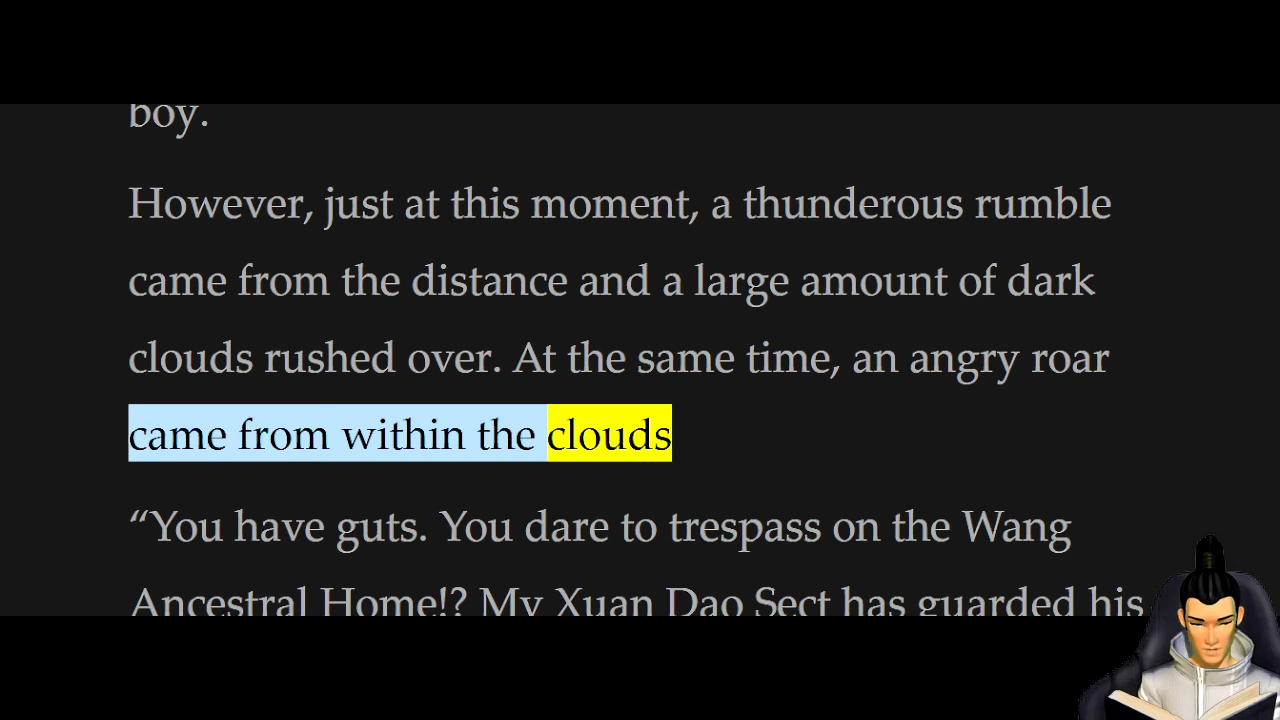 boy.
However, just at this moment, a thunderous rumble
came from the distance and a large amount of dark
clouds rushed over. At the same time, an angry roar
came from within the clouds
“You have guts. You dare to trespass on the Wang
Ancestral Home!? My Xuan Dao Sect has guarded his